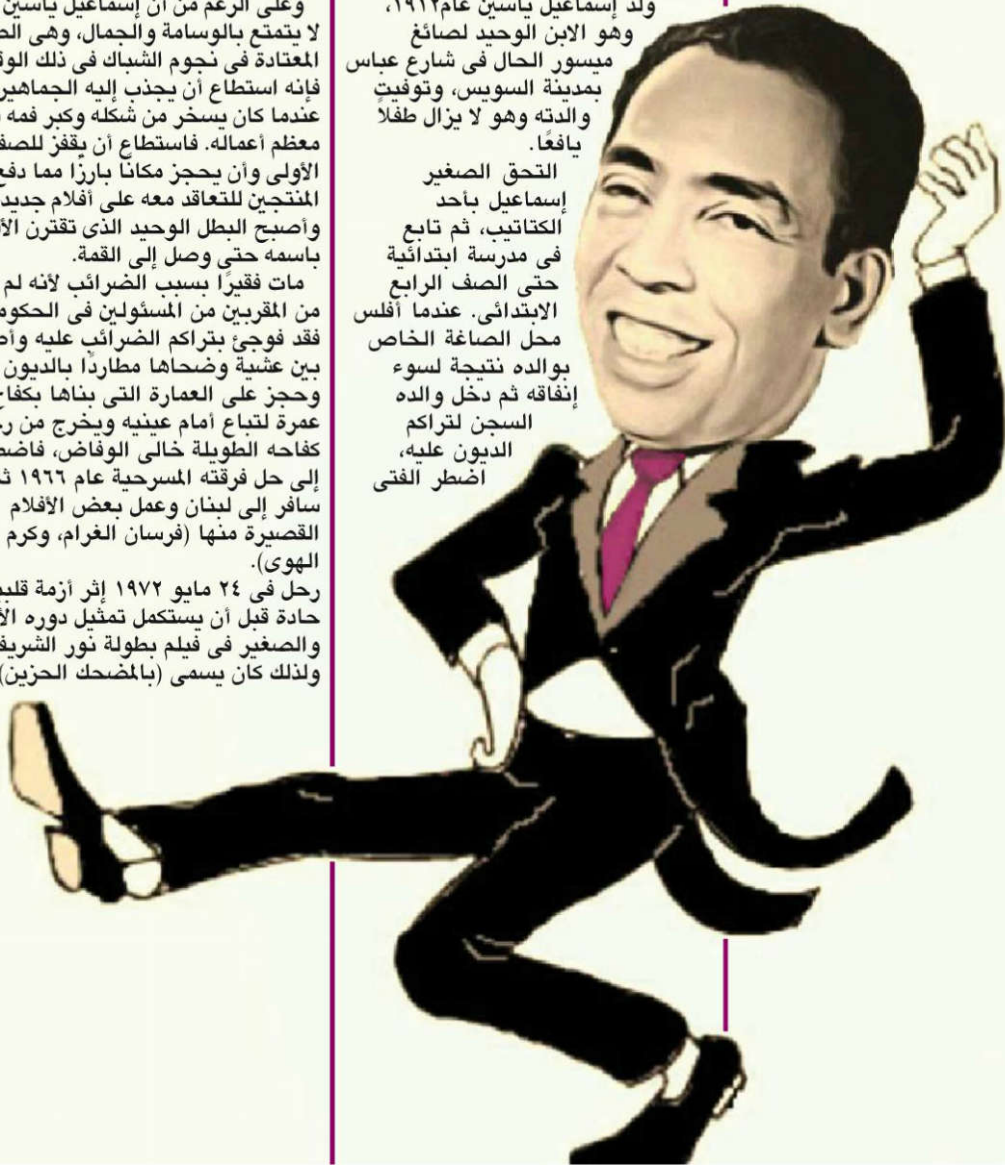 ولد إسماعيل ياسين عام ١٩١٢،
وهو الابن الوحيد لصائغ
ميسور الحال فى شارع عباس
بمدينة السويس، وتوفيت
والدته وهو لا يزال طفلاً
يافعًا.
التحق الصغير
إسماعيل بأحد
الكتاتيب، ثم تابع
فى مدرسة ابتدائية
حتى الصف الرابع
الابتدائى. عندما أفلس
محل الصاغة الخاص
بوالده نتيجة لسوء
إنفاقه ثم دخل والده
السجن لتراكم
الديون عليه،
اضطر الفتى
وعلى الرغم من أن إسماعيل ياسين
لا يتمتع بالوسامة والجمال، وهى
المعتادة فى نجوم الشباك فى ذلك
فإنه استطاع أن يجذب إليه الجماهير
عندما كان يسخر من شكله وكبر فمه
معظم أعماله. فاستطاع أن يقفز
الأولى وأن يحجز مكانًا بارزًا مما دفع
المنتجين للتعاقد معه على أفلام
وأصبح البطل الوحيد الذى تقترن
باسمه حتى وصل إلى القمة.
مات فقيرًا بسبب الضرائب لأنه لم
من المقربين من المسئولين فى
فقد فوجئ بتراكم الضرائب عليه
بين عشية وضحاها مطاردًا بالديون
وحجز على العمارة التى بناها
عمرة لتباع أمام عينيه ويخرج من
كفاحه الطويلة خالى الوفاض،
إلى حل فرقته المسرحية عام ١٩٦٦
سافر إلى لبنان وعمل بعض الأفلام
القصيرة منها (فرسان الغرام، وكرم
الهوى).
رحل فى ٢٤ مايو ١٩٧٢ إثر أزمة
حادة قبل أن يستكمل تمثيل دوره
والصغير فى فيلم بطولة نور
ولذلك كان يسمى (بالمضحك الحزين)